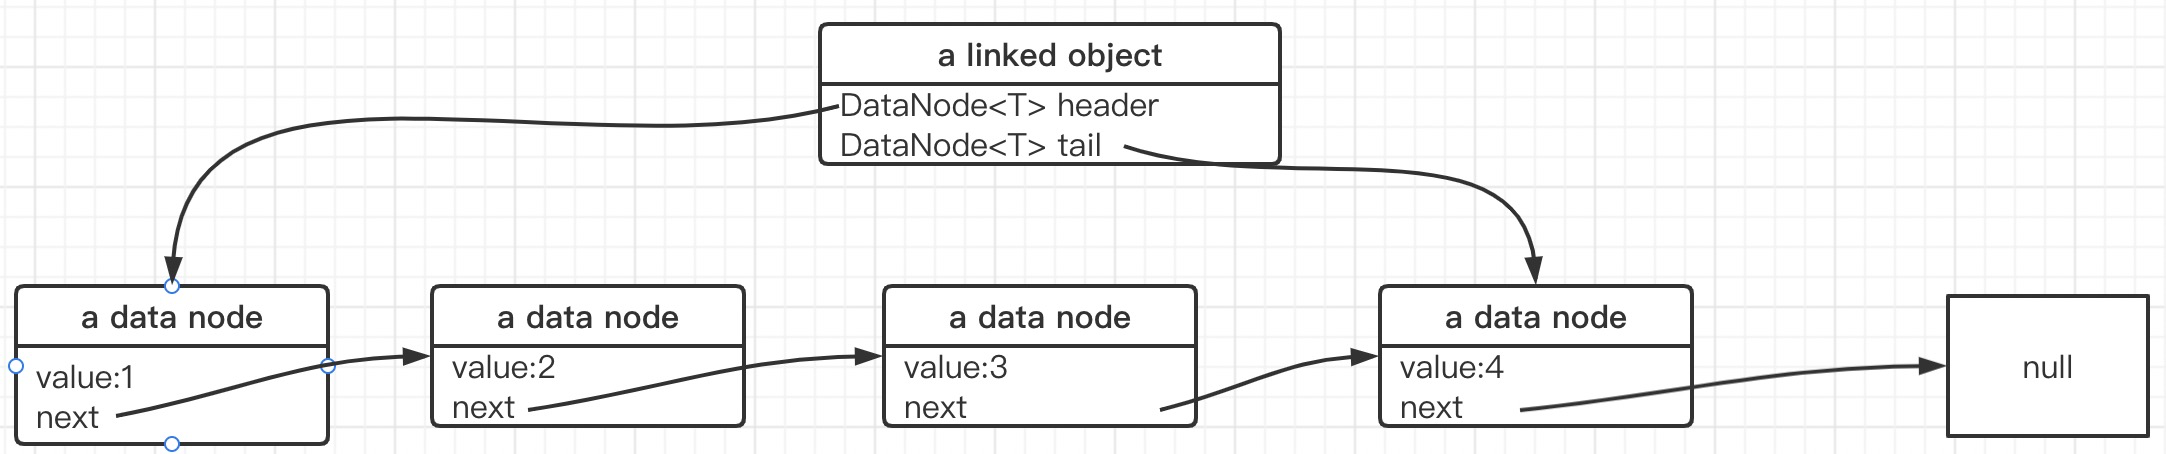 a linked object
DataNode<T> header
DataNode<T> tail
a data node
value:1
next
a data node
value:2
next
a data node
value:3
next
a data node
value:4
next
null